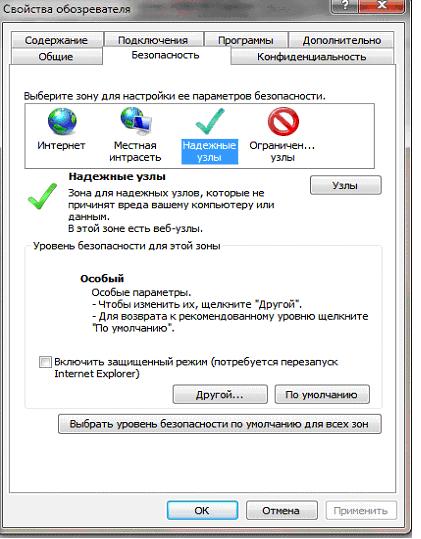 Свойства обозревателя
Содержание Подключения Программы Дополнительно
Общие Безопасность Конфиденциальность
Выберите зону для настройки ее параметров безопасности.
Интернет Местная интрасеть Надежные узлы Ограничен... узлы
Надежные узлы
Узлы
Зона для надежных узлов, которые не
причинят вреда вашему компьютеру или
данным.
В этой зоне есть веб-узлы.
Уровень безопасности для этой зоны
Особый
Особые параметры.
- Чтобы изменить их, щелкните "Другой".
- Для возврата к рекомендованному уровню щелкните
"По умолчанию".
Включить защищенный режим (потребуется перезапуск
Internet Explorer)
Другой... По умолчанию
Выбрать уровень безопасности по умолчанию для всех зон
OK Отмена Применить